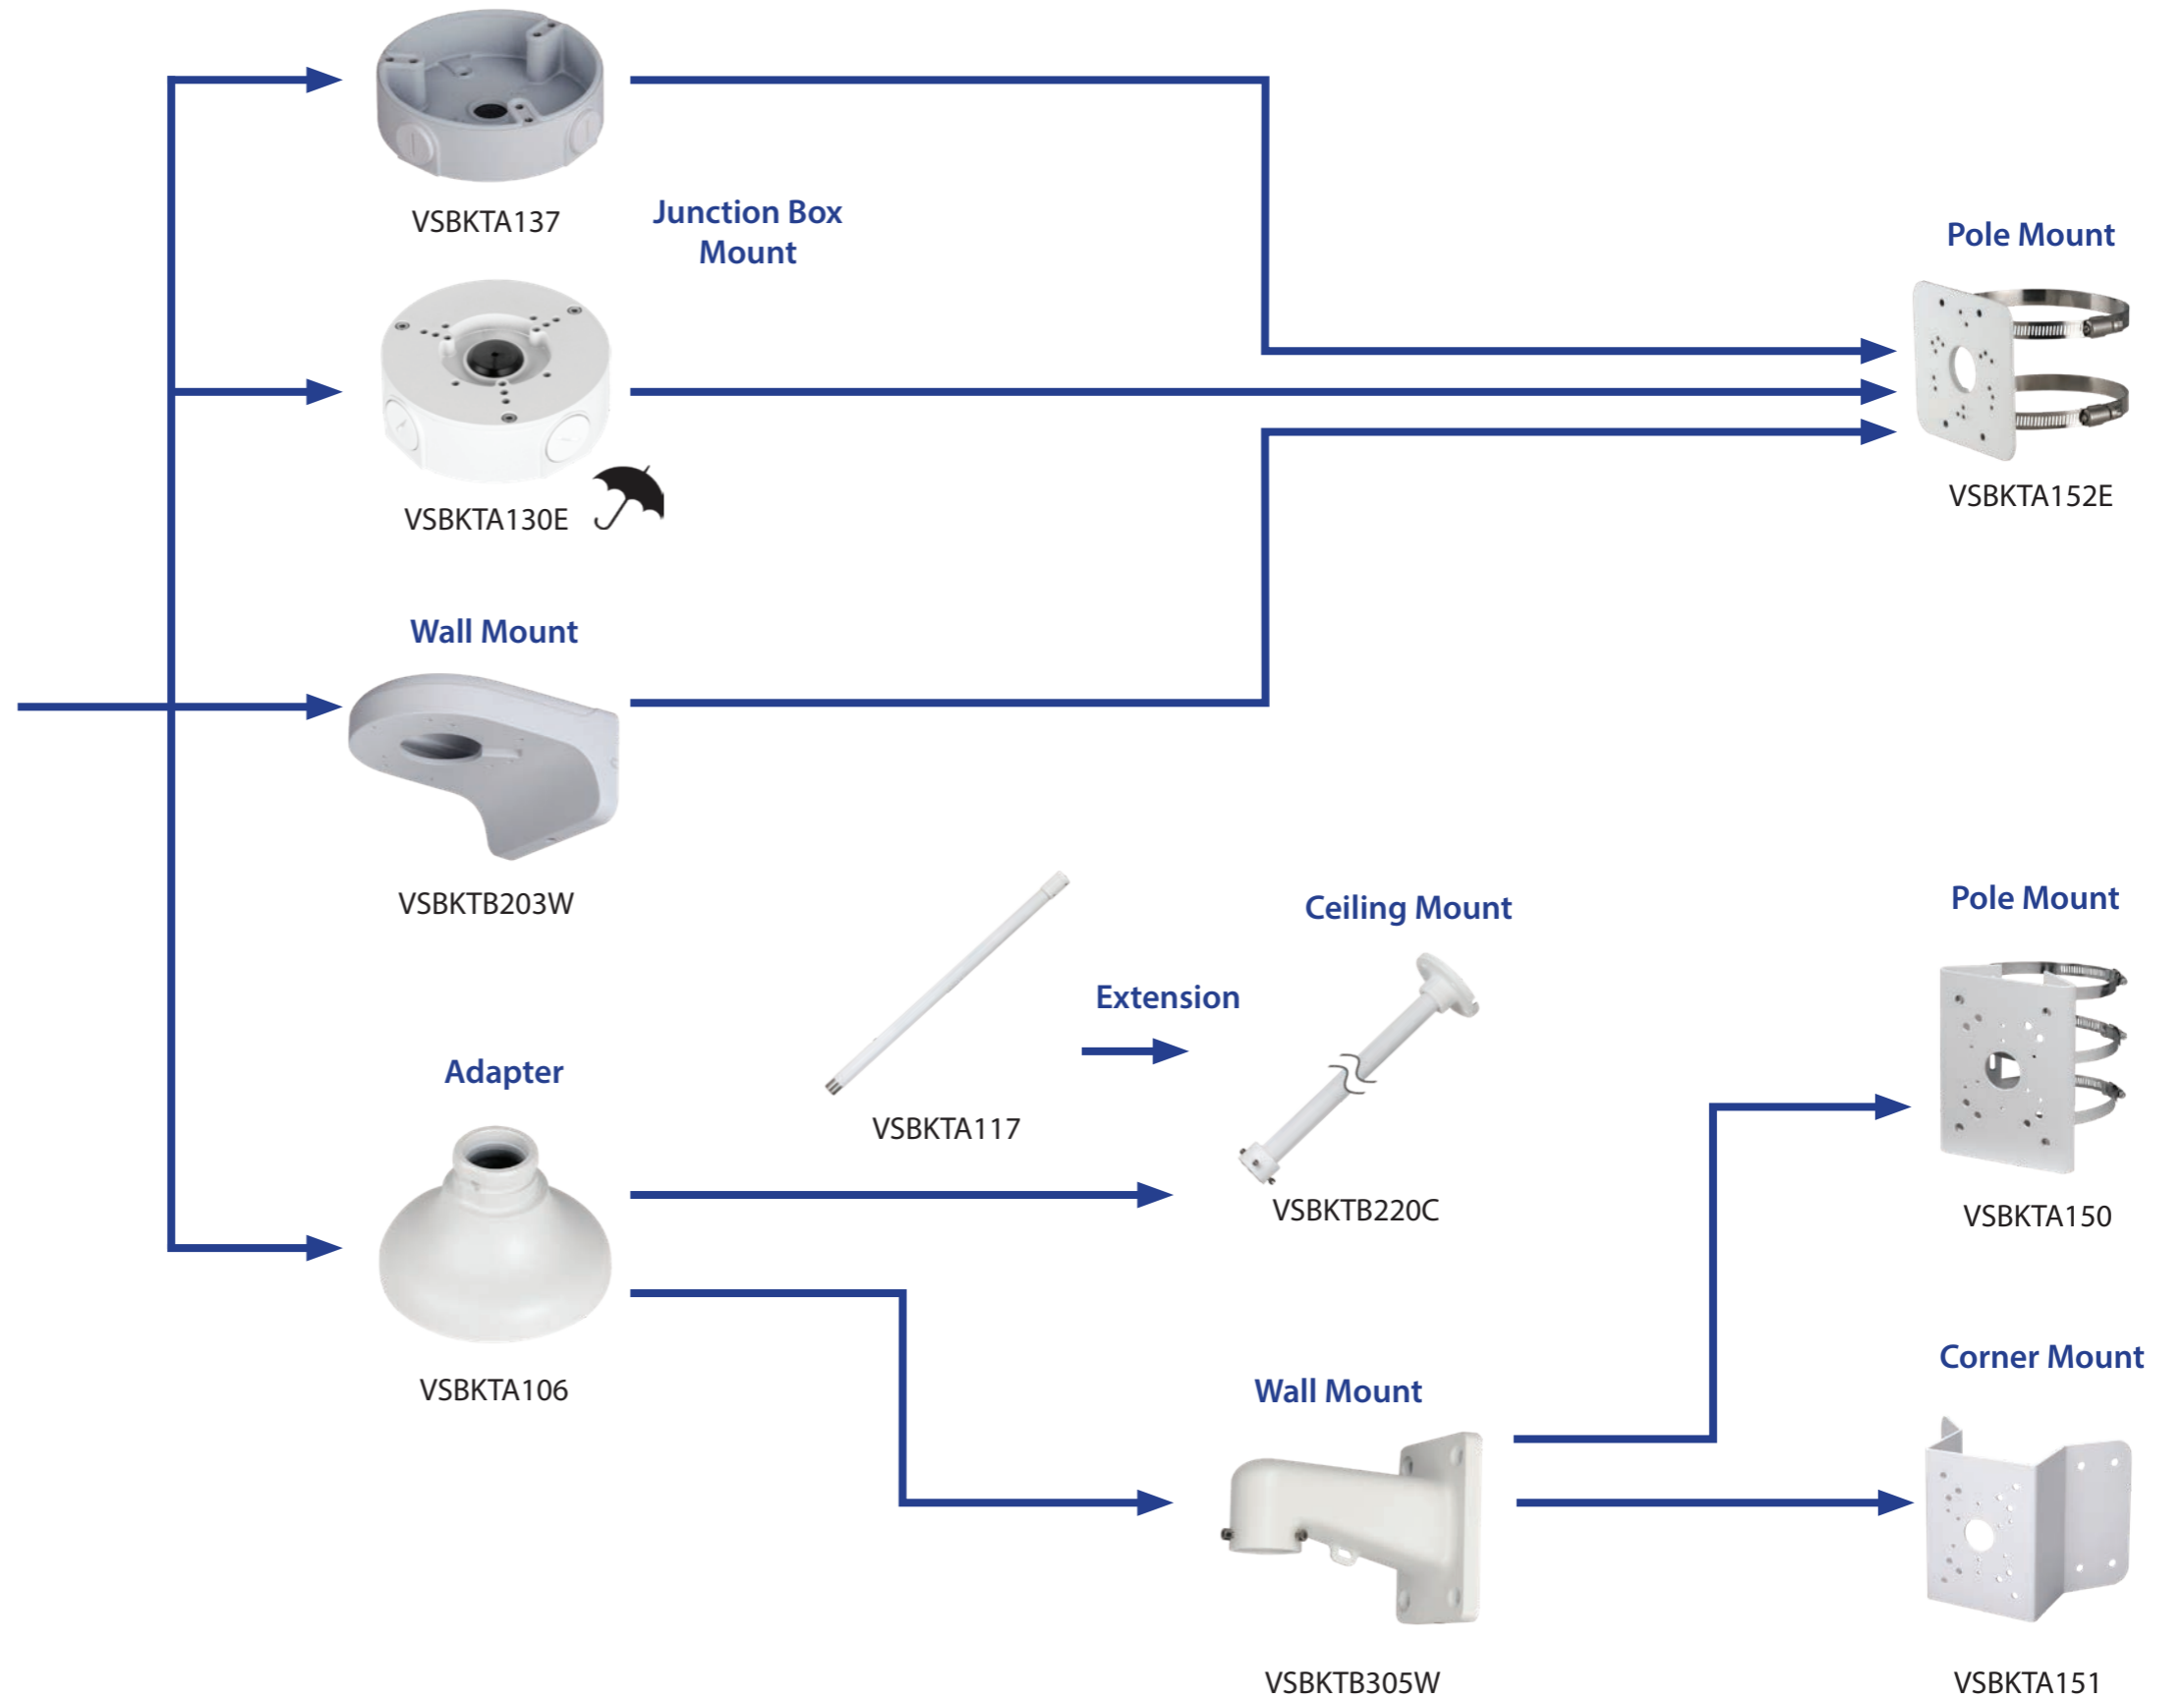 VSBKTA137
Junction Box
Mount
Pole Mount
VSBKTA130E
VSBKTA152E
Wall Mount
VSBKTB203W
Ceiling Mount
Pole Mount
Extension
Adapter
VSBKTA117
VSBKTB220C
VSBKTA150
VSBKTA106
Wall Mount
Corner Mount
VSBKTB305W
VSBKTA151